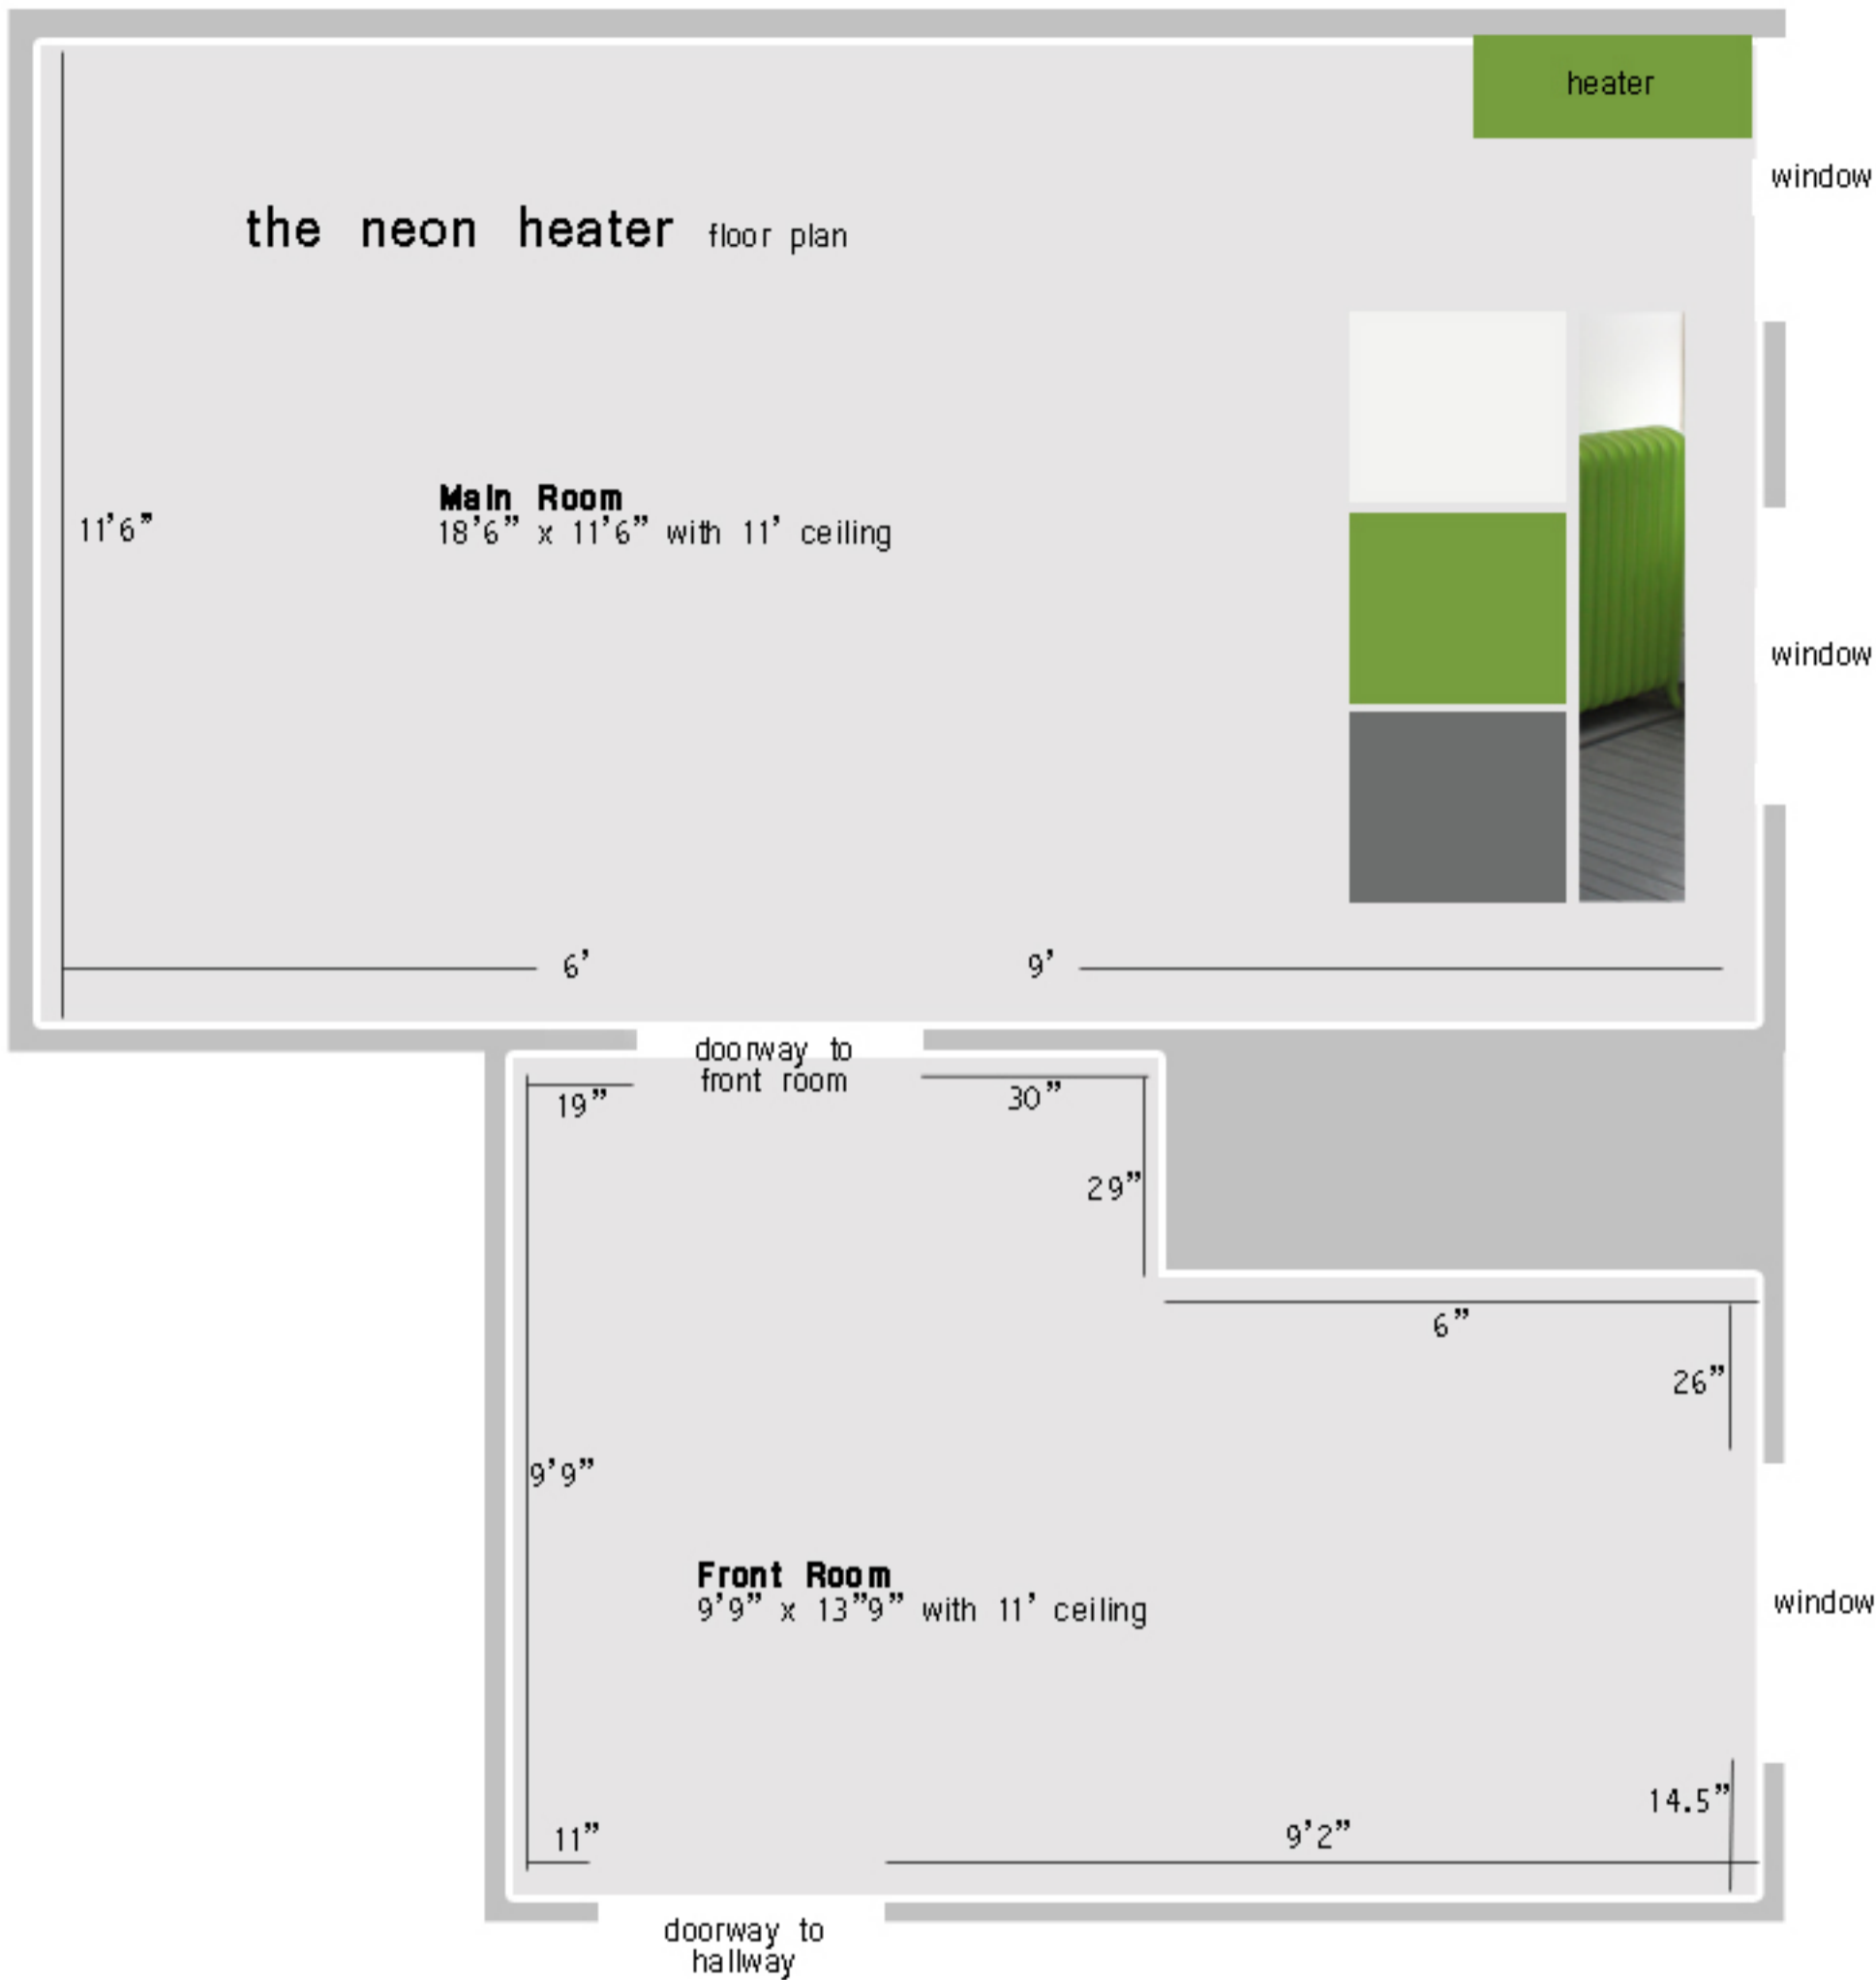 heater
window
the neon heater floor plan
Main Room
18’6” x 11’6” with 11’ ceiling
11’6”
window
6’
9’
doorway to
front room
19”
30”
29”
6”
26”
9’9”
Front Room
9’9” x 13”9” with 11’ ceiling
window
14.5”
11”
9’2”
doorway to
hallway